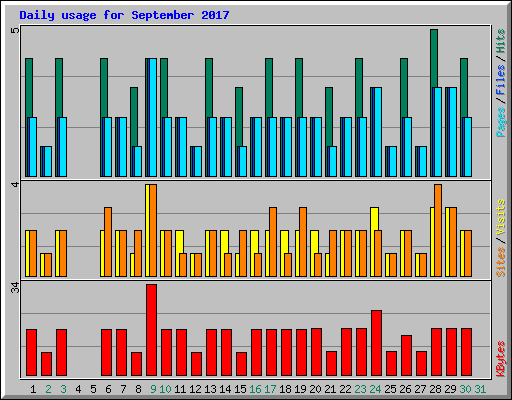 Daily usage for September 2017
5
Pages/Files/Hits
4
Sites/Visits
34
KBytes
1 2 3 4 5 6 7 8 9 10 11 12 13 14 15 16 17 18 19 20 21 22 23 24 25 26 27 28 29 30 31